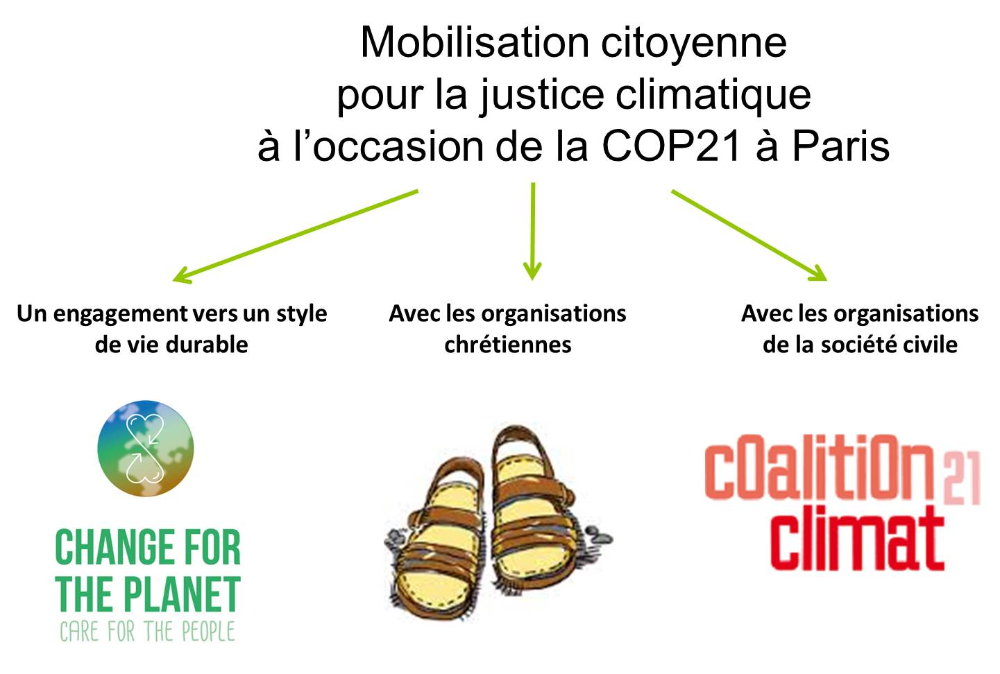 Mobilisation citoyenne
pour la justice climatique
à l’occasion de la COP21 à Paris
Un engagement vers un style
de vie durable
Avec les organisations
chrétiennes
Avec les organisations
de la société civile
CHANGE FOR
THE PLANET
CARE FOR THE PEOPLE
cOalitiOn 21
climat